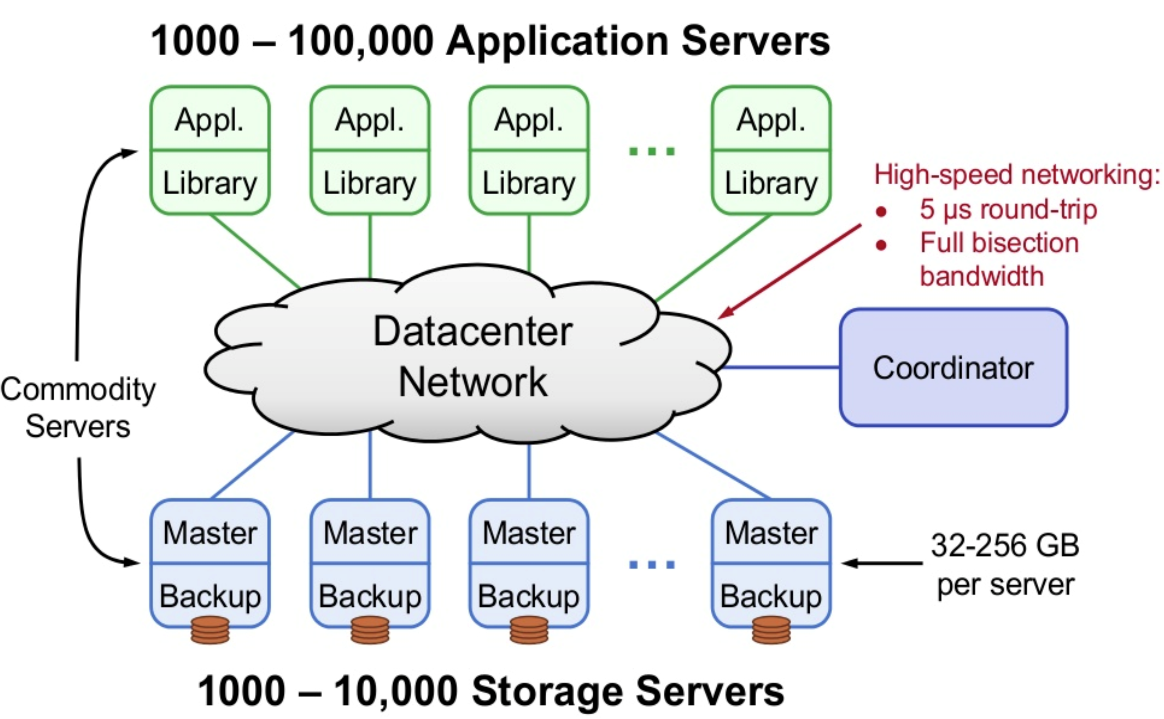 1000 – 100,000 Application Servers
Appl.
Library
Appl.
Library
Appl.
Library
...
Appl.
Library
High-speed networking:
● 5 µs round-trip
● Full bisection
bandwidth
Datacenter
Network
Coordinator
Commodity
Servers
Master
Backup
Master
Backup
Master
Backup
...
Master
Backup
32-256 GB
per server
1000 – 10,000 Storage Servers